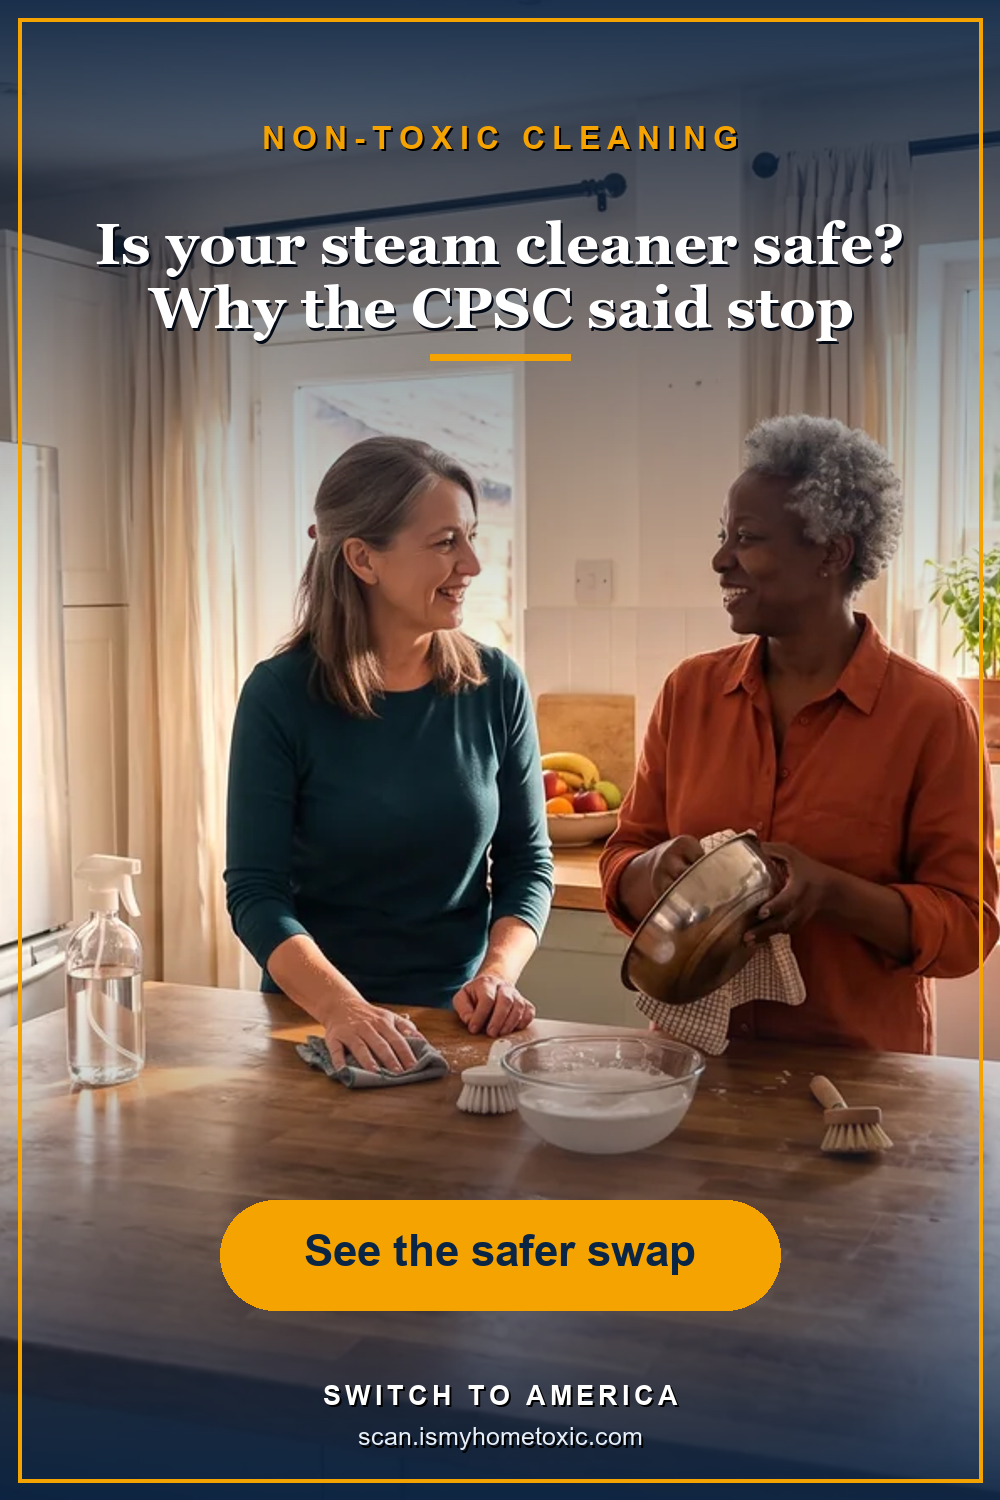 NON-TOXIC CLEANING
Is your steam cleaner safe?
Why the CPSC said stop
See the safer swap
SWITCH TO AMERICA
scan.ismyhometoxic.com